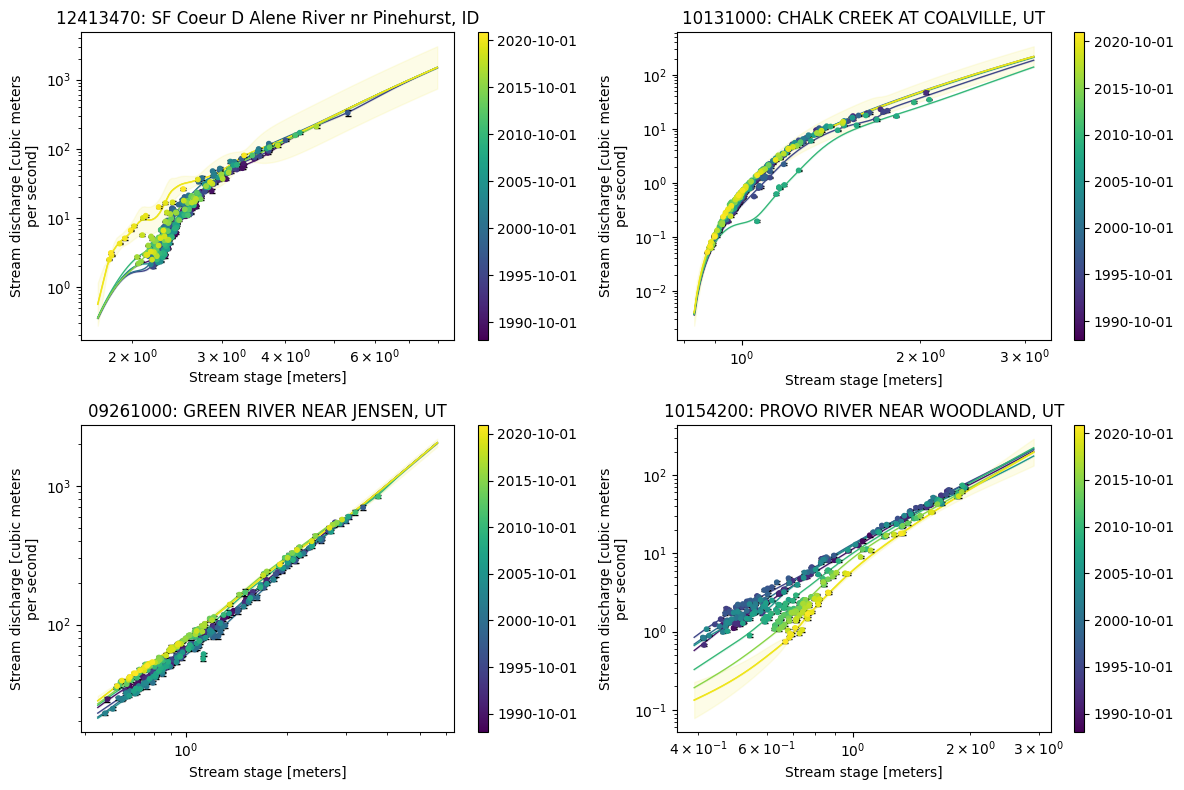 12413470: SF Coeur D Alene River nr Pinehurst, ID
10³
10²
10¹
10⁰
Stream discharge [cubic meters
per second]
2 × 10⁰
3 × 10⁰
4 × 10⁰
6 × 10⁰
Stream stage [meters]
2020-10-01
2015-10-01
2010-10-01
2005-10-01
2000-10-01
1995-10-01
1990-10-01
10131000: CHALK CREEK AT COALVILLE, UT
10²
10¹
10⁰
10⁻¹
10⁻²
Stream discharge [cubic meters
per second]
10⁰
2 × 10⁰
3 × 10⁰
Stream stage [meters]
2020-10-01
2015-10-01
2010-10-01
2005-10-01
2000-10-01
1995-10-01
1990-10-01
09261000: GREEN RIVER NEAR JENSEN, UT
10³
10²
Stream discharge [cubic meters
per second]
10⁰
Stream stage [meters]
2020-10-01
2015-10-01
2010-10-01
2005-10-01
2000-10-01
1995-10-01
1990-10-01
10154200: PROVO RIVER NEAR WOODLAND, UT
10²
10¹
10⁰
10⁻¹
Stream discharge [cubic meters
per second]
4 × 10⁻¹
6 × 10⁻¹
10⁰
2 × 10⁰
3 × 10⁰
Stream stage [meters]
2020-10-01
2015-10-01
2010-10-01
2005-10-01
2000-10-01
1995-10-01
1990-10-01